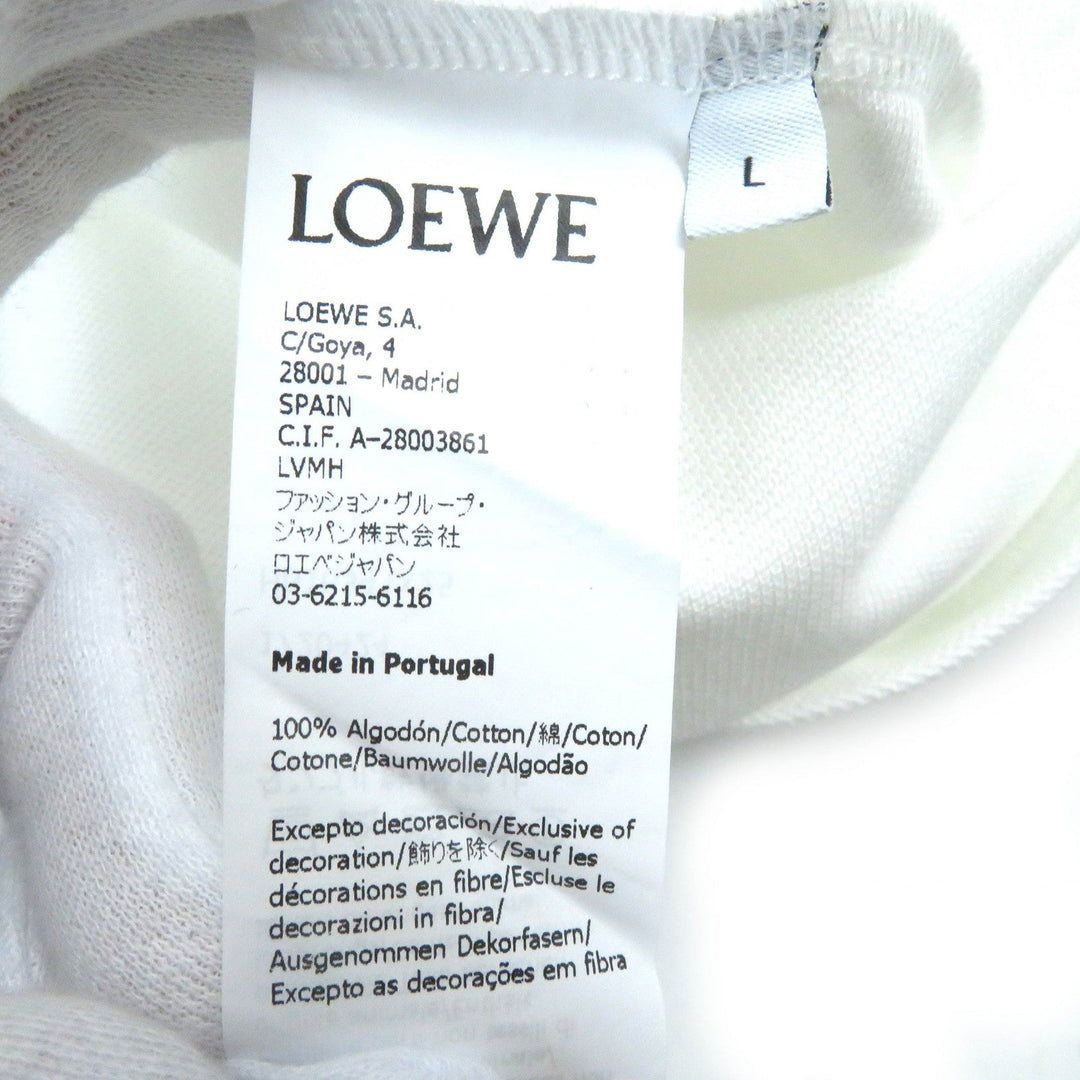 LOEWE
L
LOEWE S.A.
C/Goya, 4
28001 – Madrid
SPAIN
C.I.F. A–28003861
LVMH
ファッション・グループ・
ジャパン株式会社
ロエベジャパン
03-6215-6116
Made in Portugal
100% Algodón/Cotton/綿/Coton/
Cotone/Baumwolle/Algodão
Excepto decoración/Exclusive of
decoration/飾りを除く/Sauf les
décorations en fibre/Escluse le
decorazioni in fibra/
Ausgenommen Dekorfasern/
Excepto as decorações em fibra